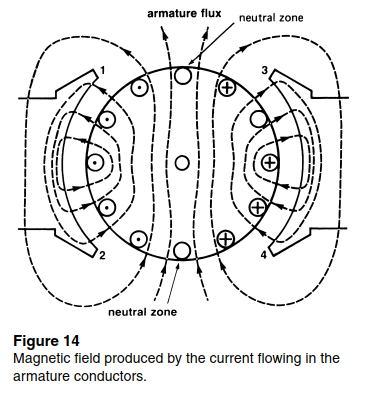 armature flux
neutral zone
1
3
2
4
neutral zone
Figure 14
Magnetic field produced by the current flowing in the
armature conductors.